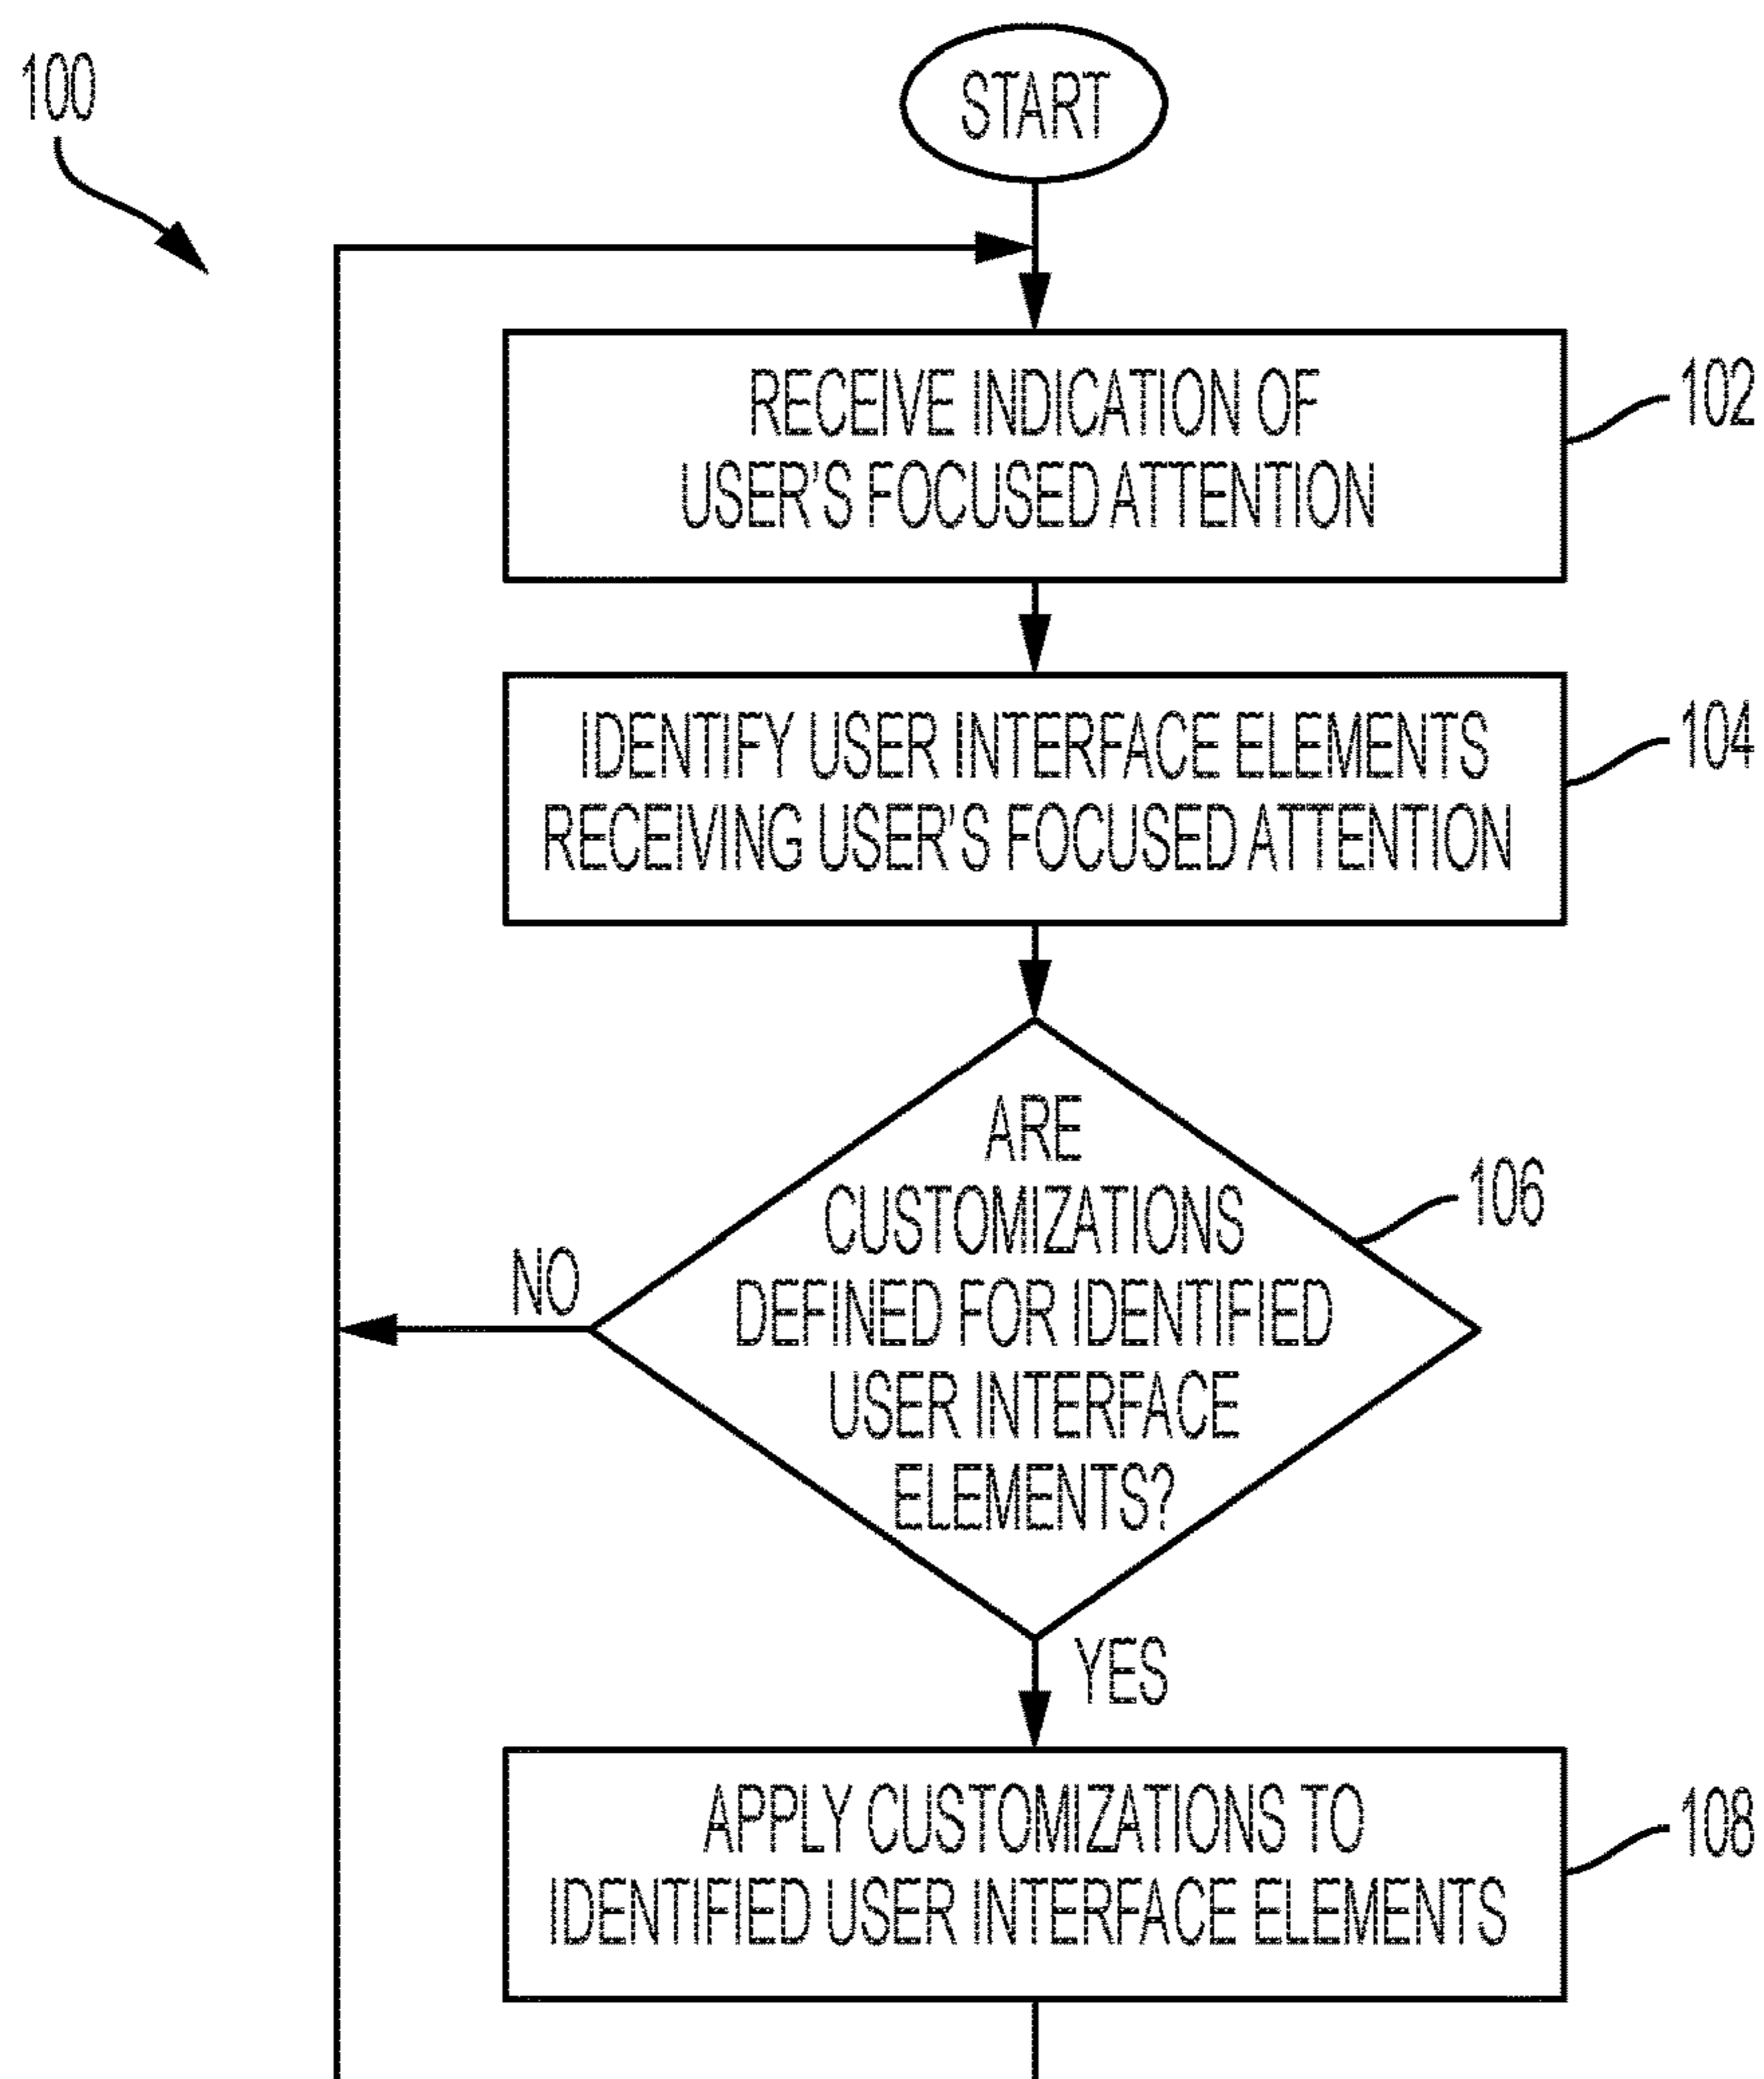 100
START
RECEIVE INDICATION OF
USER'S FOCUSED ATTENTION
102
IDENTIFY USER INTERFACE ELEMENTS
RECEIVING USER'S FOCUSED ATTENTION
104
ARE
CUSTOMIZATIONS
DEFINED FOR IDENTIFIED
USER INTERFACE
ELEMENTS?
106
NO
YES
APPLY CUSTOMIZATIONS TO
IDENTIFIED USER INTERFACE ELEMENTS
108